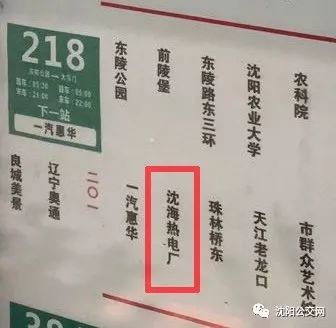 218
下一站
一汽惠华
东陵公园
前陵堡
东陵路东三环
沈阳农业大学
农科院
良城美景
辽宁奥通
二〇一
一汽惠华
沈海热电厂
珠林桥东
天江老龙口
市群众艺术馆
沈阳公交网